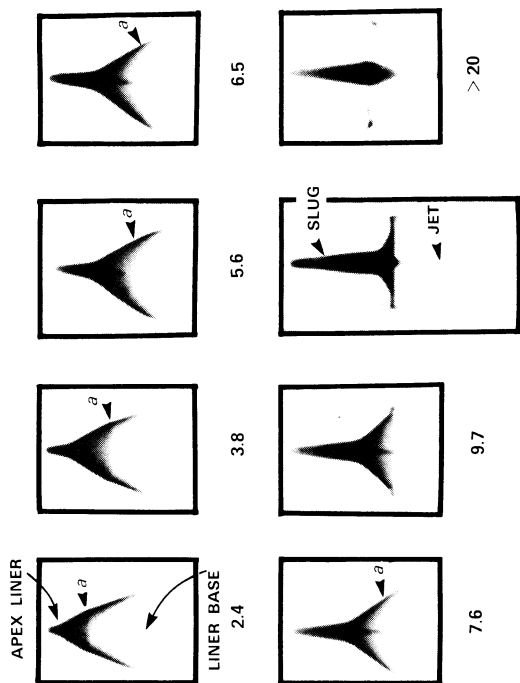 APEX LINER
a
LINER BASE
2.4
a
3.8
a
5.6
a
6.5
a
7.6
9.7
SLUG
JET
> 20